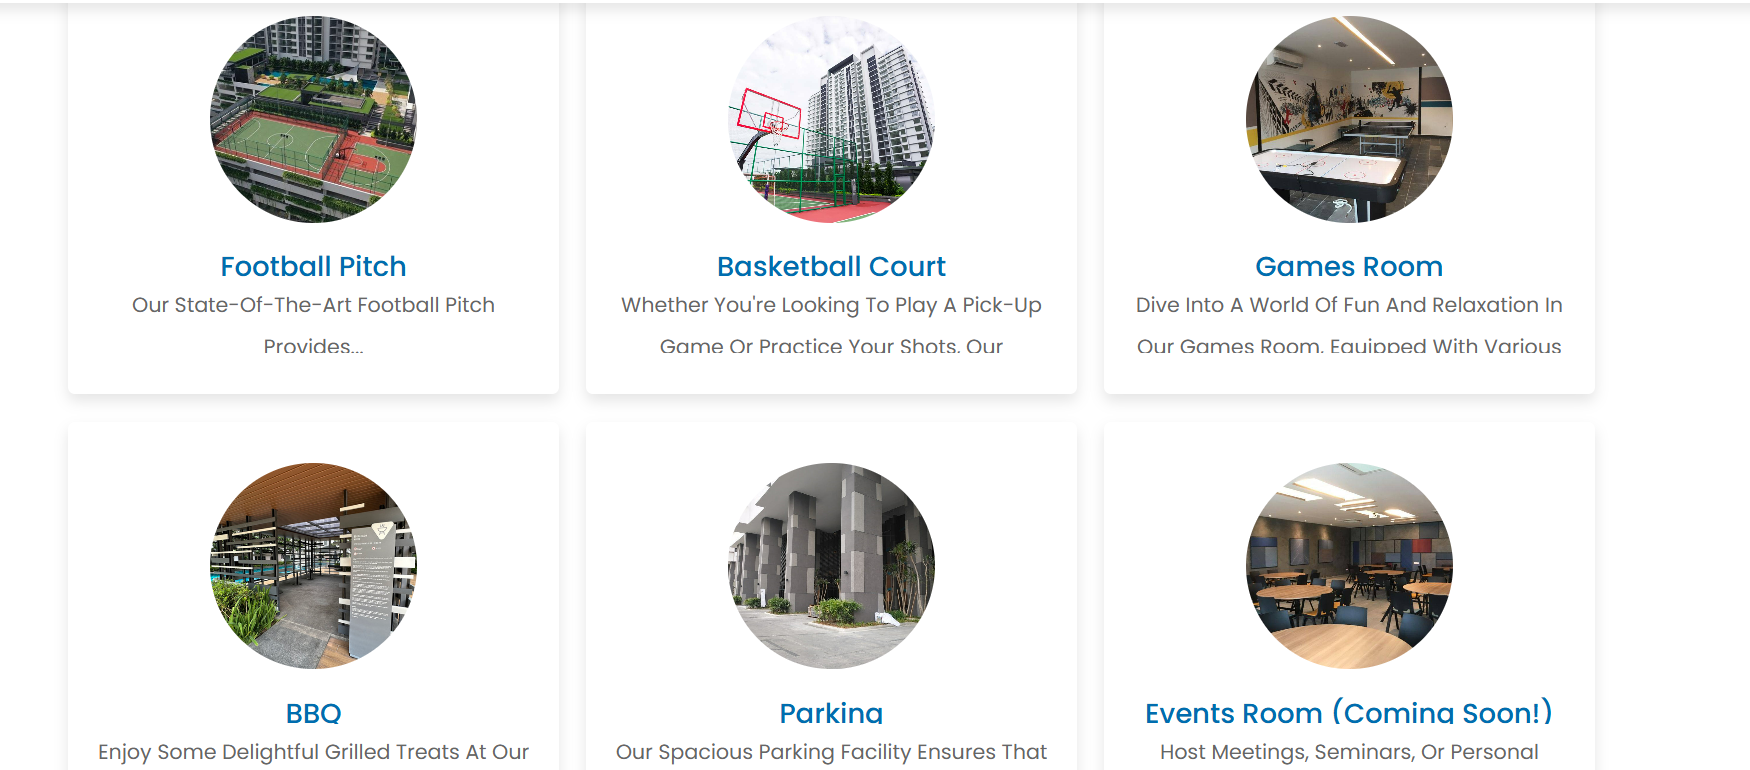 Football Pitch
Our State-Of-The-Art Football Pitch
Provides...
Basketball Court
Whether You're Looking To Play A Pick-Up
Game Or Practice Your Shots, Our
Games Room
Dive Into A World Of Fun And Relaxation In
Our Games Room, Equipped With Various
BBQ
Enjoy Some Delightful Grilled Treats At Our
Parking
Our Spacious Parking Facility Ensures That
Events Room (Coming Soon!)
Host Meetings, Seminars, Or Personal